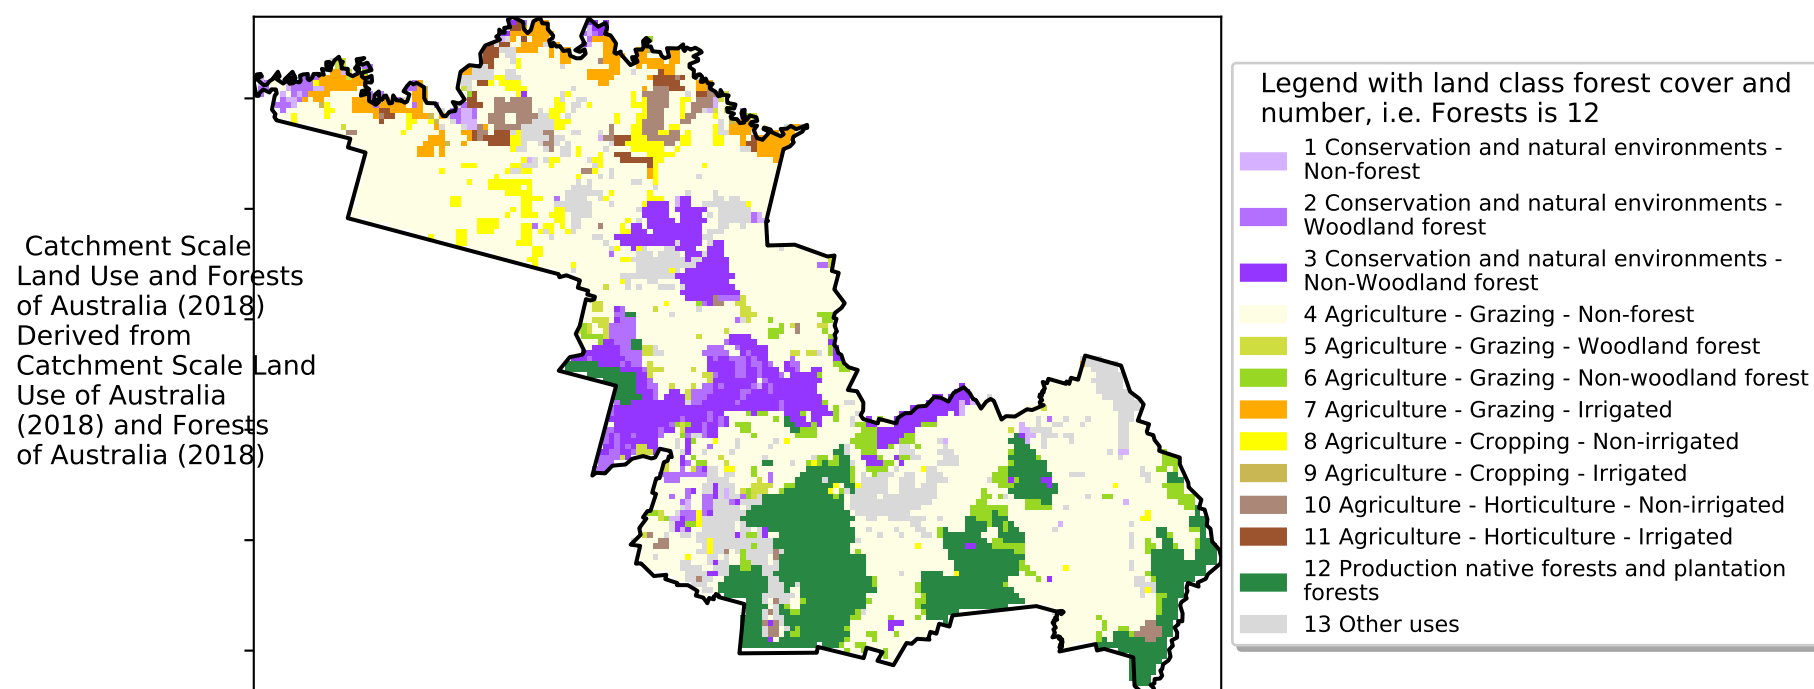 Catchment Scale
Land Use and Forests
of Australia (2018)
Derived from
Catchment Scale Land
Use of Australia
(2018) and Forests
of Australia (2018)
Legend with land class forest cover and
number, i.e. Forests is 12
1 Conservation and natural environments -
Non-forest
2 Conservation and natural environments -
Woodland forest
3 Conservation and natural environments -
Non-Woodland forest
4 Agriculture - Grazing - Non-forest
5 Agriculture - Grazing - Woodland forest
6 Agriculture - Grazing - Non-woodland forest
7 Agriculture - Grazing - Irrigated
8 Agriculture - Cropping - Non-irrigated
9 Agriculture - Cropping - Irrigated
10 Agriculture - Horticulture - Non-irrigated
11 Agriculture - Horticulture - Irrigated
12 Production native forests and plantation
forests
13 Other uses